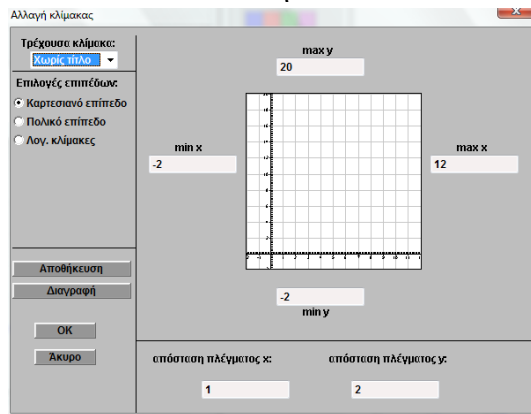 Αλλαγή κλίμακας
Τρέχουσα κλίμακα:
Χωρίς τίτλο
Επιλογές επιπέδων:
Καρτεσιανό επίπεδο
Πολικό επίπεδο
Λογ. κλίμακες
Αποθήκευση
Διαγραφή
OK
Άκυρο
max y
20
min x
-2
max x
12
-2
min y
απόσταση πλέγματος x:
1
απόσταση πλέγματος y:
2